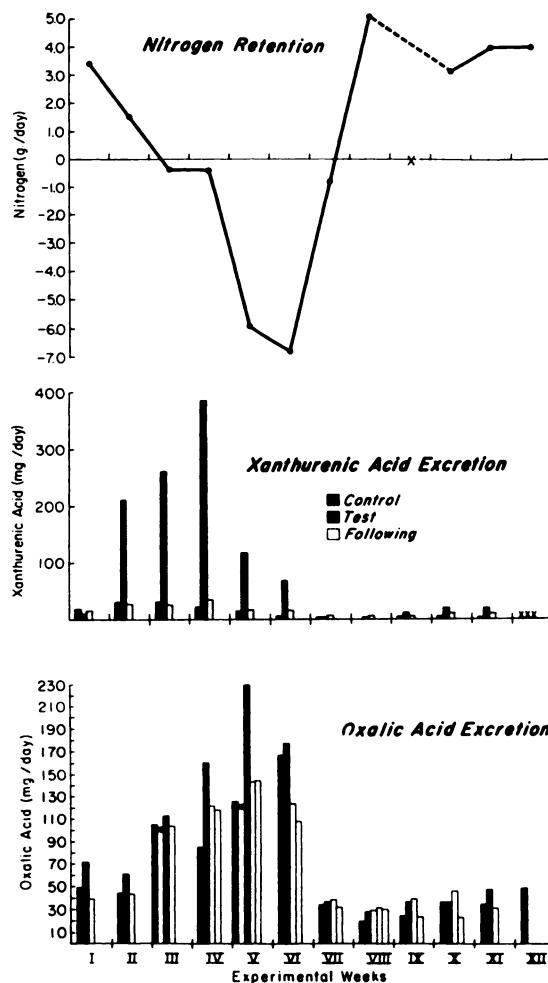 Nitrogen Retention
Nitrogen (g./day)
5.0
4.0
3.0
2.0
1.0
0
-1.0
-2.0
-3.0
-4.0
-5.0
-6.0
-7.0
x
Xanthurenic Acid Excretion
Xanthurenic Acid (mg/day)
400
300
200
100
Control
Test
Following
xxx
Oxalic Acid Excretion
Oxalic Acid (mg/day)
230
210
190
170
150
130
110
90
70
50
30
10
I II III IV V VI VII VIII IX X XI XII
Experimental Weeks